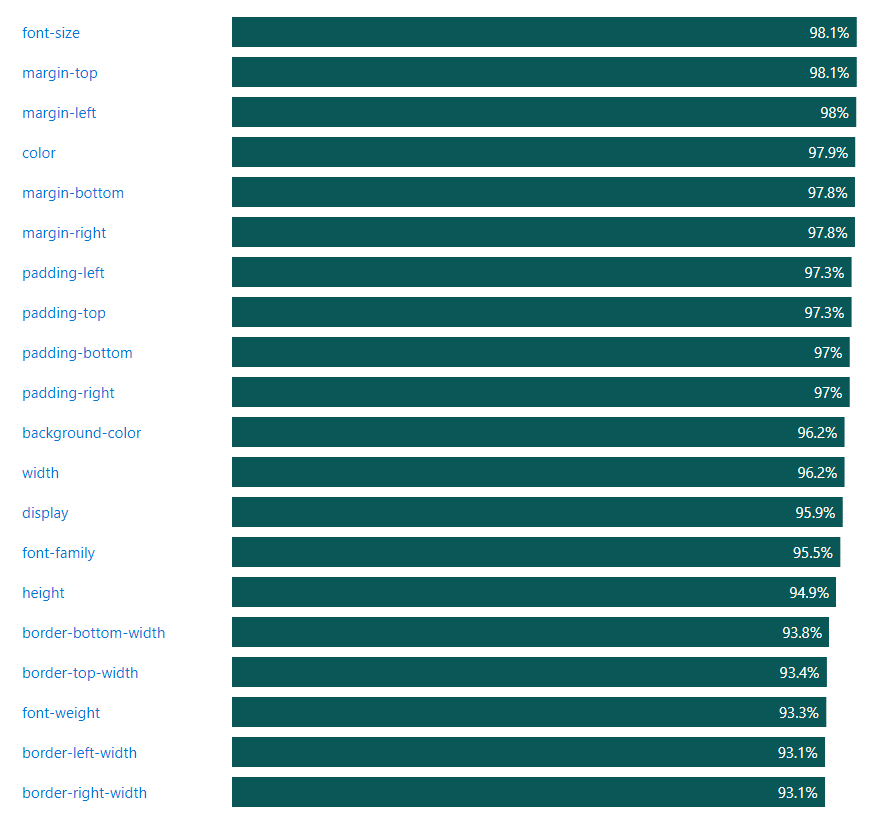 font-size 98.1%
margin-top 98.1%
margin-left 98%
color 97.9%
margin-bottom 97.8%
margin-right 97.8%
padding-left 97.3%
padding-top 97.3%
padding-bottom 97%
padding-right 97%
background-color 96.2%
width 96.2%
display 95.9%
font-family 95.5%
height 94.9%
border-bottom-width 93.8%
border-top-width 93.4%
font-weight 93.3%
border-left-width 93.1%
border-right-width 93.1%